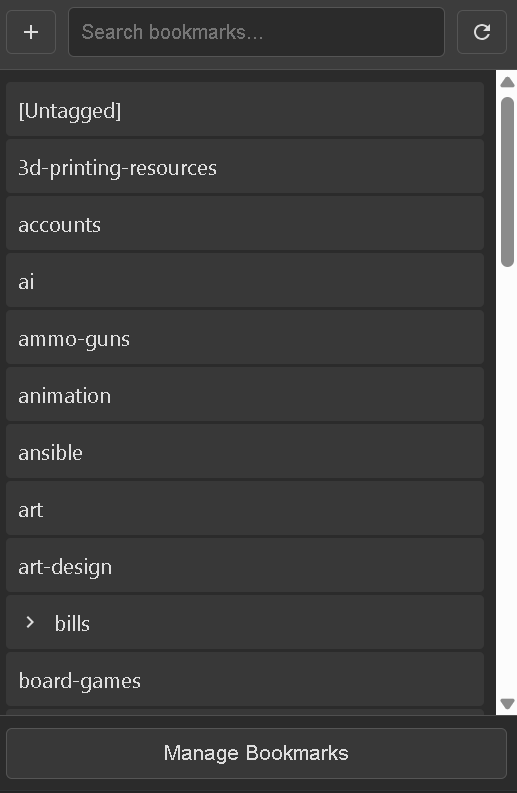 Search bookmarks...
[Untagged]
3d-printing-resources
accounts
ai
ammo-guns
animation
ansible
art
art-design
bills
board-games
Manage Bookmarks